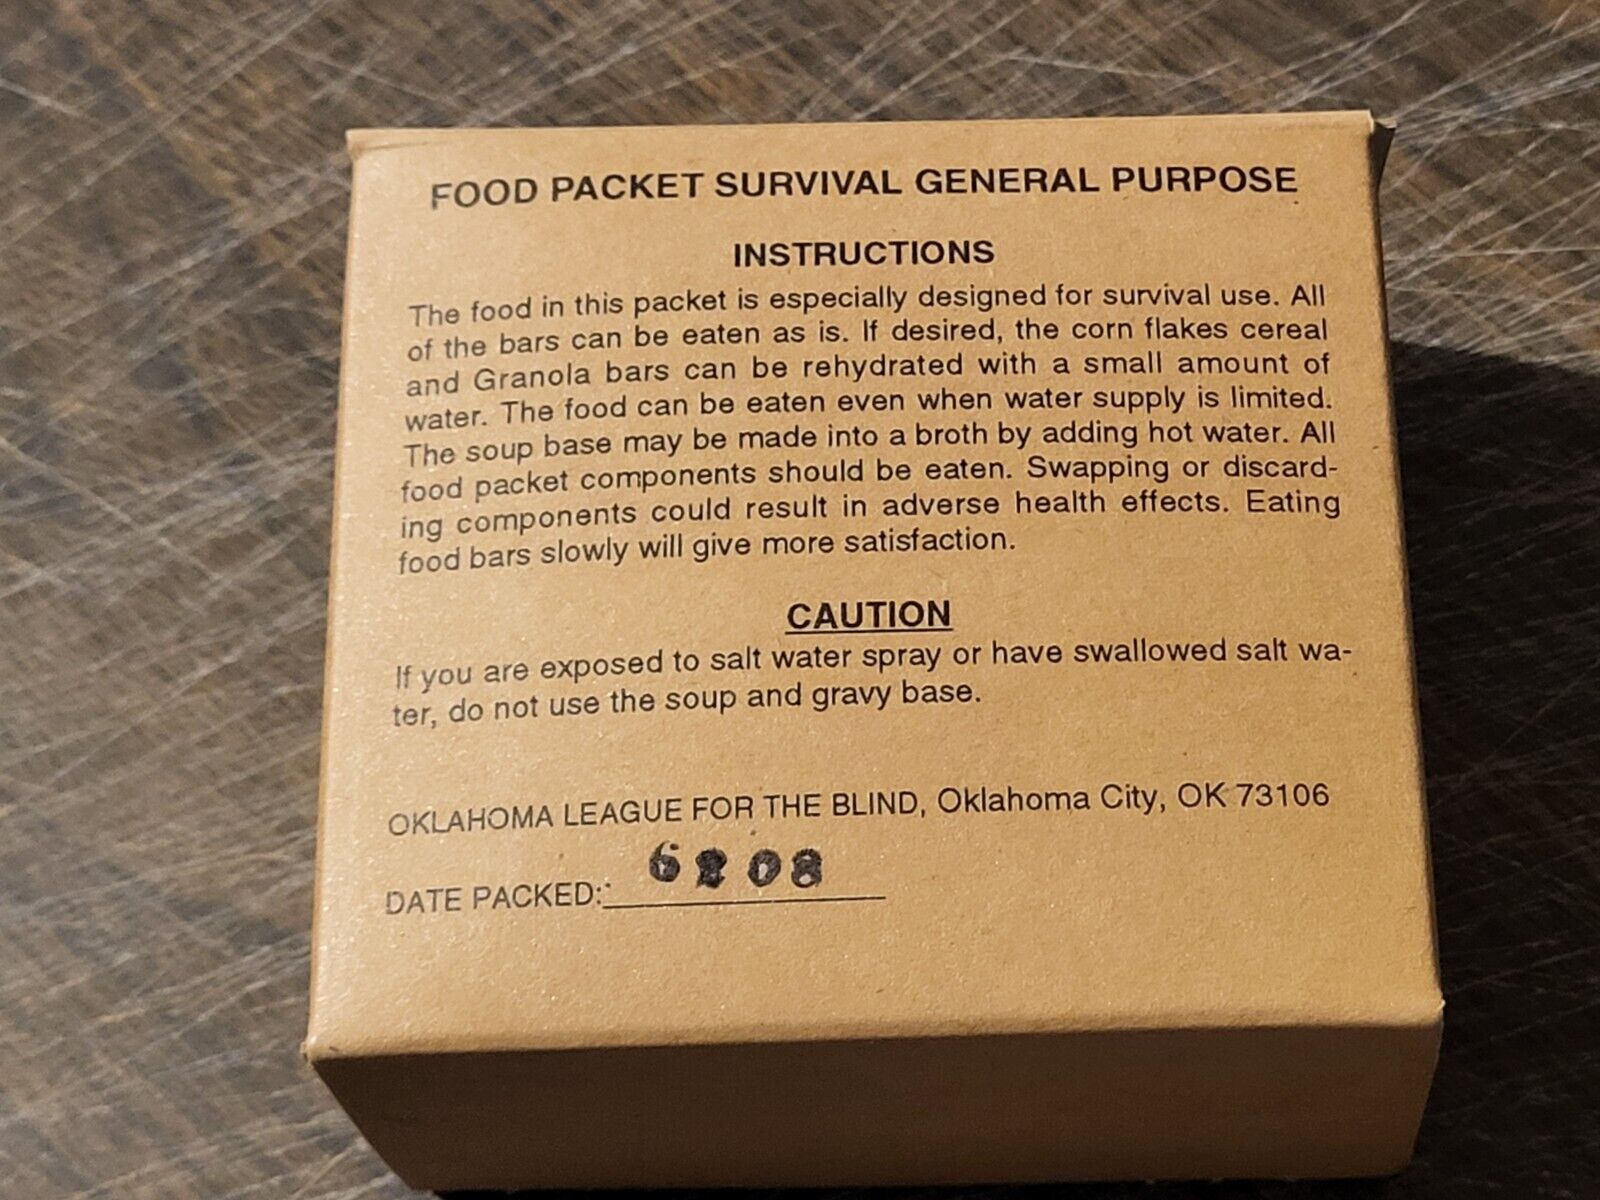 FOOD PACKET SURVIVAL GENERAL PURPOSE
INSTRUCTIONS
The food in this packet is especially designed for survival use. All
of the bars can be eaten as is. If desired, the corn flakes cereal
and Granola bars can be rehydrated with a small amount of
water. The food can be eaten even when water supply is limited.
The soup base may be made into a broth by adding hot water. All
food packet components should be eaten. Swapping or discard-
ing components could result in adverse health effects. Eating
food bars slowly will give more satisfaction.
CAUTION
If you are exposed to salt water spray or have swallowed salt wa-
ter, do not use the soup and gravy base.
OKLAHOMA LEAGUE FOR THE BLIND, Oklahoma City, OK 73106
DATE PACKED: